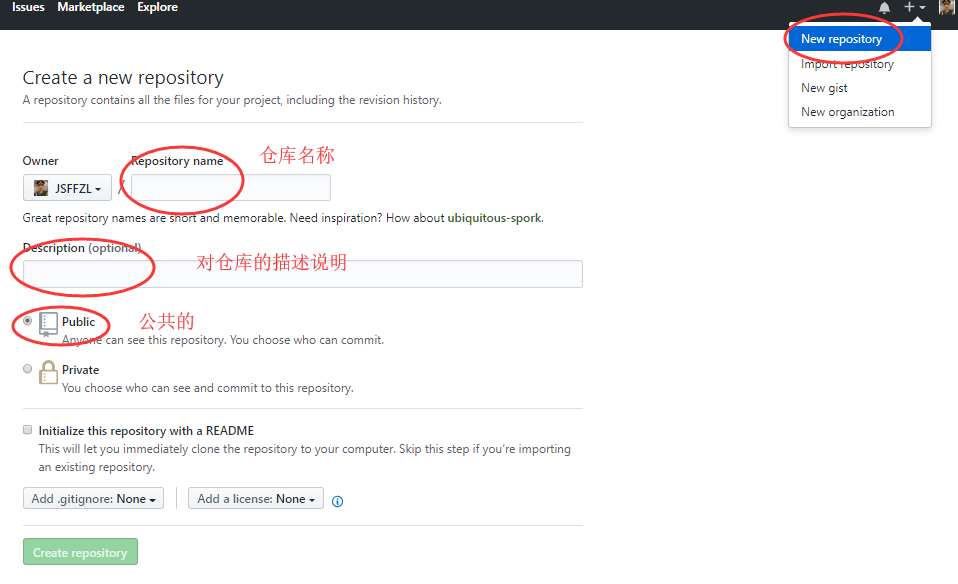 Issues Marketplace Explore
New repository
Import repository
New gist
New organization
Create a new repository
A repository contains all the files for your project, including the revision history.
Owner
Repository name
仓库名称
JSFFZL /
Great repository names are short and memorable. Need inspiration? How about ubiquitous-spork.
Description (optional)
对仓库的描述说明
Public
公共的
Anyone can see this repository. You choose who can commit.
Private
You choose who can see and commit to this repository.
Initialize this repository with a README
This will let you immediately clone the repository to your computer. Skip this step if you're importing
an existing repository.
Add .gitignore: None
Add a license: None
Create repository